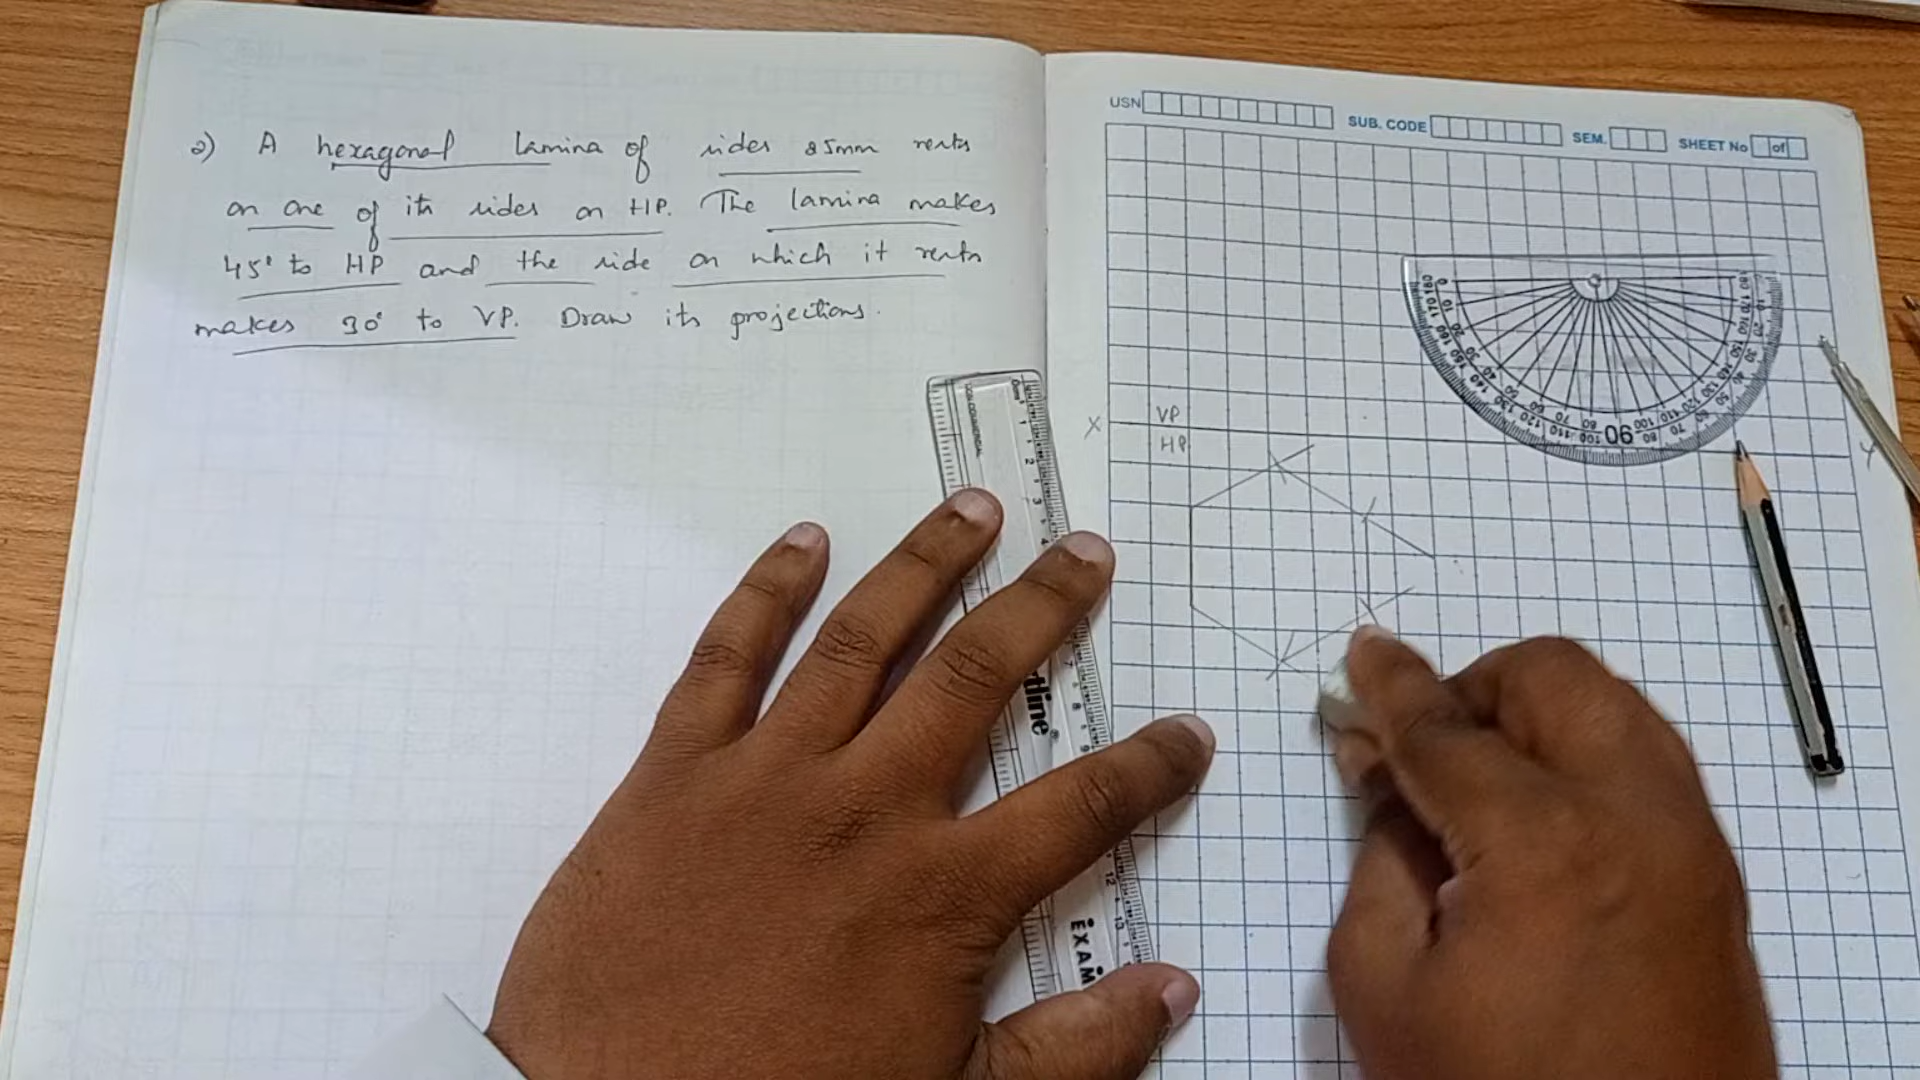 2) A hexagonal lamina of sides 25mm rests
on one of its sides on HP. The lamina makes
45° to HP and the side on which it rests
makes 30° to VP. Draw its projections.
USN SUB. CODE SEM. SHEET No of
X VP
HP
Y
90
EXAM